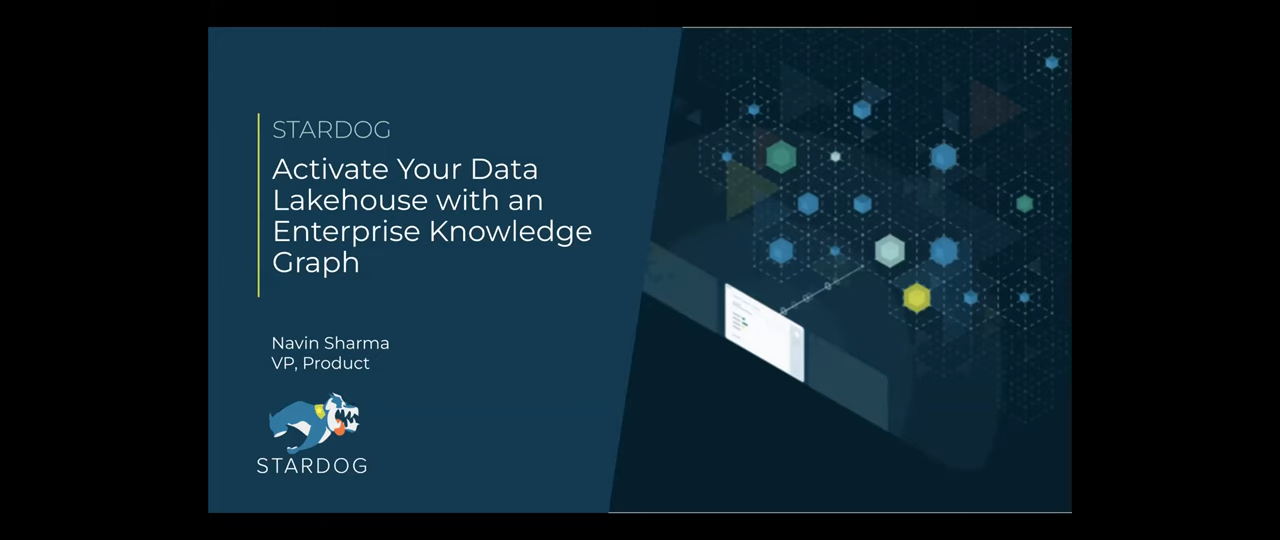 STARDOG
Activate Your Data
Lakehouse with an
Enterprise Knowledge
Graph
Navin Sharma
VP, Product
STARDOG